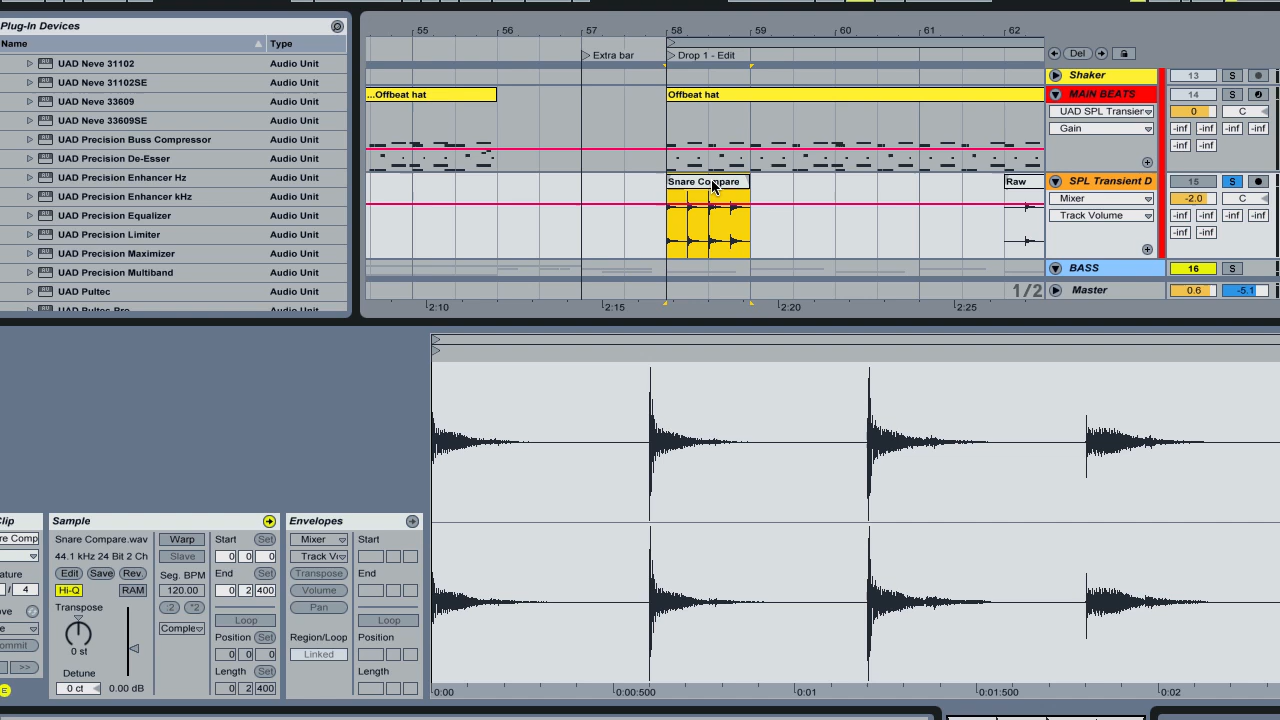 Plug-In Devices
Name Type
UAD Neve 31102 Audio Unit
UAD Neve 31102SE Audio Unit
UAD Neve 33609 Audio Unit
UAD Neve 33609SE Audio Unit
UAD Precision Buss Compressor Audio Unit
UAD Precision De-Esser Audio Unit
UAD Precision Enhancer Hz Audio Unit
UAD Precision Enhancer kHz Audio Unit
UAD Precision Equalizer Audio Unit
UAD Precision Limiter Audio Unit
UAD Precision Maximizer Audio Unit
UAD Precision Multiband Audio Unit
UAD Pultec Audio Unit
UAD Pultec Pro Audio Unit
55 56 57 58 59 60 61 62
Extra bar Drop 1 - Edit
Del
...Offbeat hat Offbeat hat
Snare Compare Raw
1/2
2:10 2:15 2:20 2:25
Shaker 13 S
MAIN BEATS 14 S
UAD SPL Transier 0 C
Gain -inf -inf -inf -inf
-inf -inf
SPL Transient D 15 S
Mixer -2.0 C
Track Volume -inf -inf -inf -inf
-inf -inf
BASS 16 S
Master 0.6 -5.1
Clip
Snare Comp
ature
/ 4
ove
ommit
>>
E
Sample
Snare Compare.wav
44.1 kHz 24 Bit 2 Ch
Edit Save Rev.
Hi-Q RAM
Transpose
0 st
Detune
0 ct 0.00 dB
Warp
Slave
Seg. BPM
120.00
:2 *2
Comple
Start Set
0 0 0
End Set
0 2 400
Loop
Position Set
0 0 0
Length Set
0 2 400
Envelopes
Mixer
Track V
Transpose
Volume
Pan
Region/Loop
Linked
Start
End
Loop
Position
Length
0:00 0:00:500 0:01 0:01:500 0:02